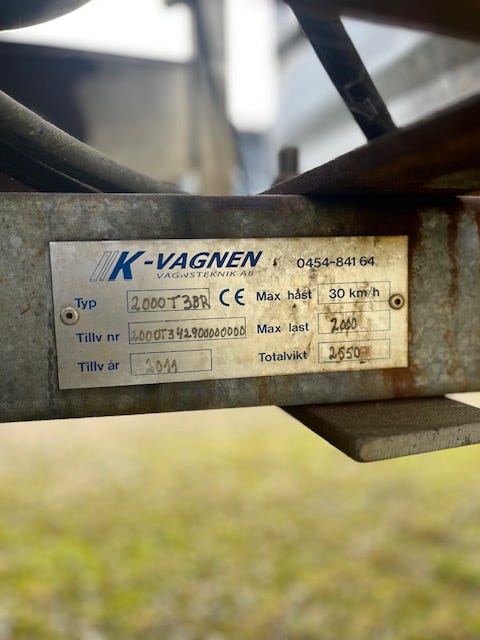 K-VAGNEN
VAGNSTEKNIK AB
0454-841 64
Typ 2000T3BR CE Max hast 30 km/h
Tillv nr 2000T342900000000 Max last 2000
Tillv år 2011 Totalvikt 2550